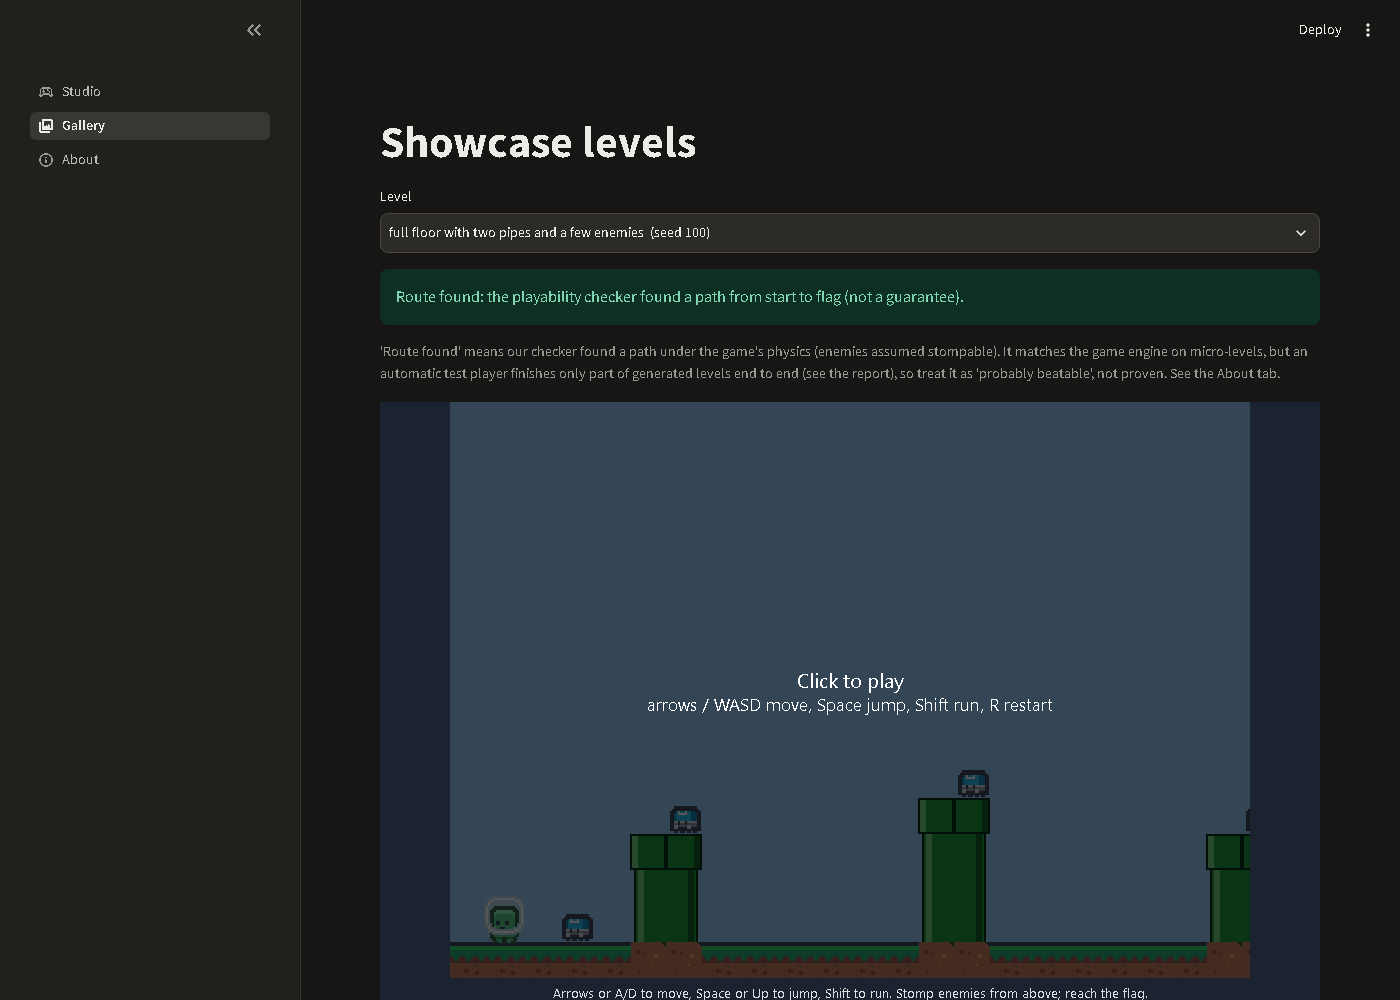 Deploy
Studio
Gallery
About
Showcase levels
Level
full floor with two pipes and a few enemies (seed 100)
Route found: the playability checker found a path from start to flag (not a guarantee).
'Route found' means our checker found a path under the game's physics (enemies assumed stompable). It matches the game engine on micro-levels, but an
automatic test player finishes only part of generated levels end to end (see the report), so treat it as 'probably beatable', not proven. See the About tab.
Click to play
arrows / WASD move, Space jump, Shift run, R restart
Arrows or A/D to move, Space or Up to jump, Shift to run. Stomp enemies from above; reach the flag.